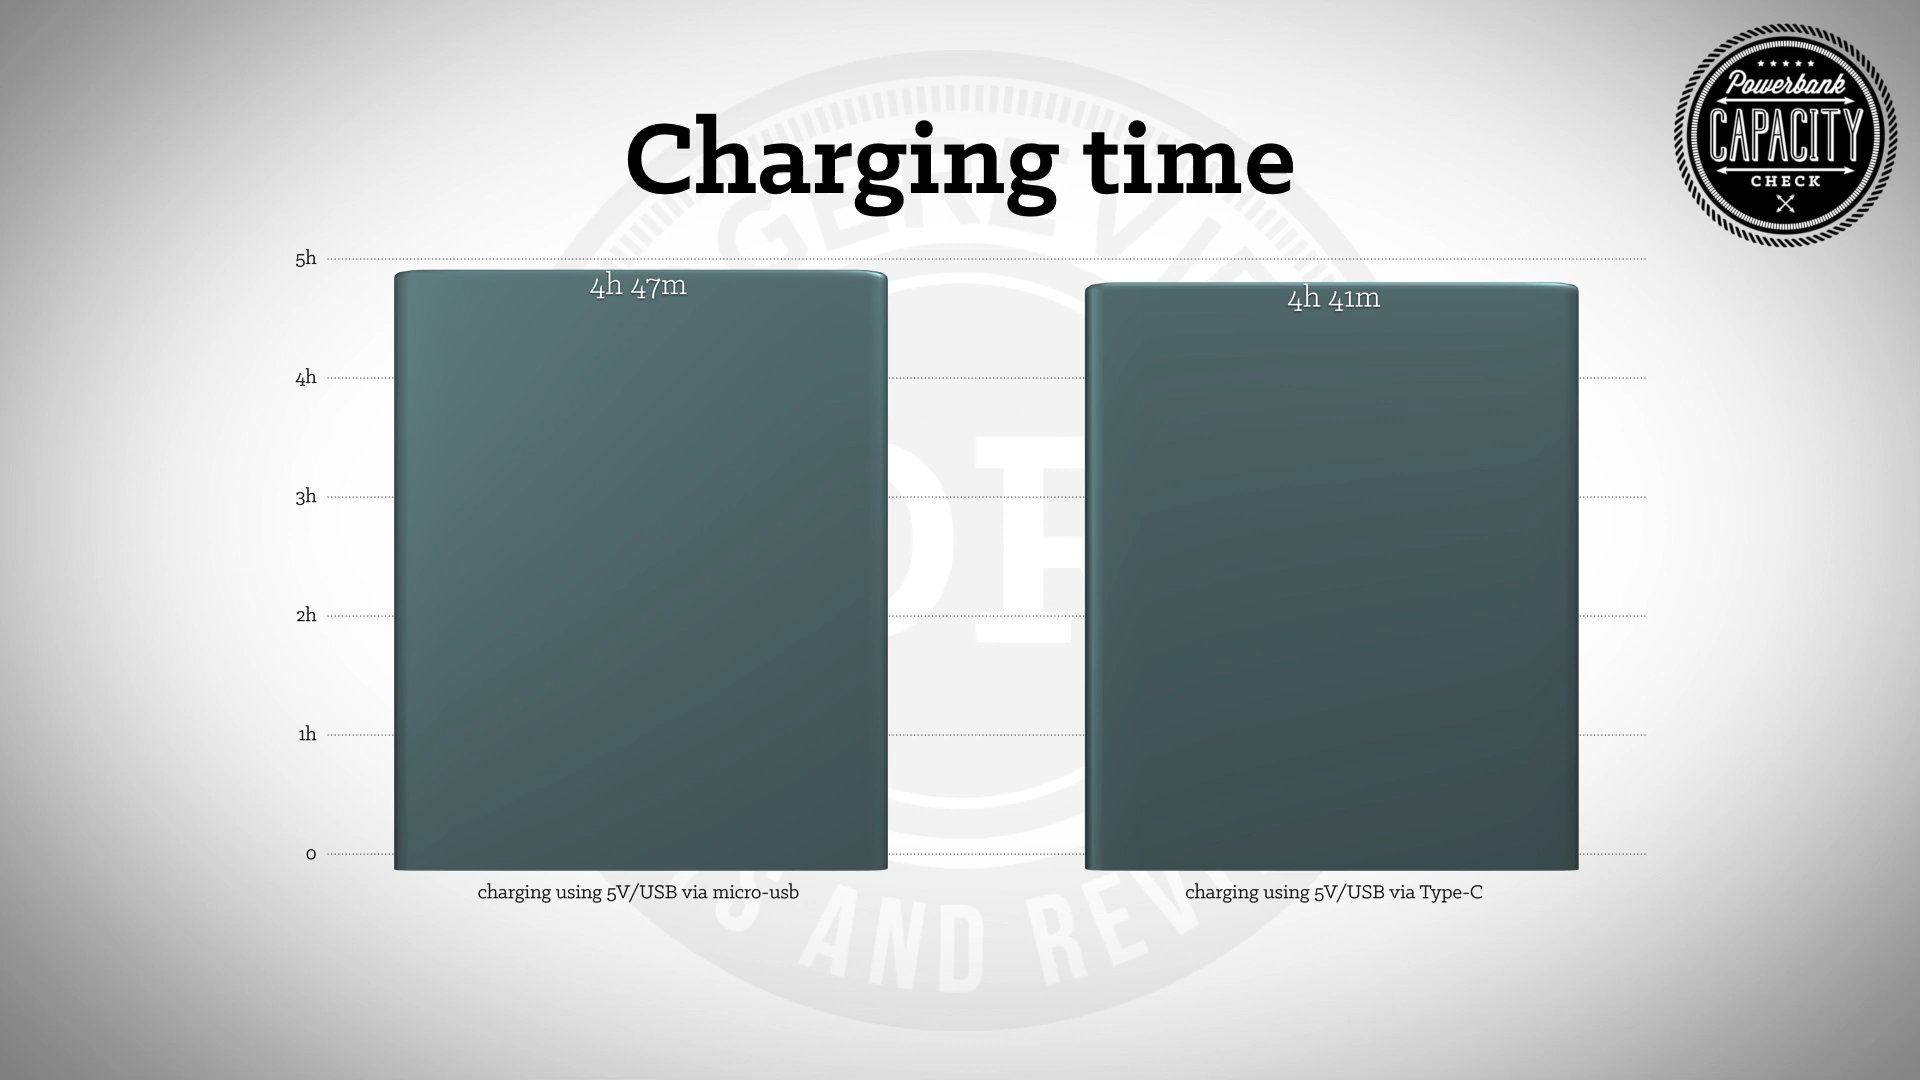 Powerbank
CAPACITY
CHECK
Charging time
5h
4h 47m
4h 41m
4h
3h
2h
1h
0
charging using 5V/USB via micro-usb
charging using 5V/USB via Type-C
AND